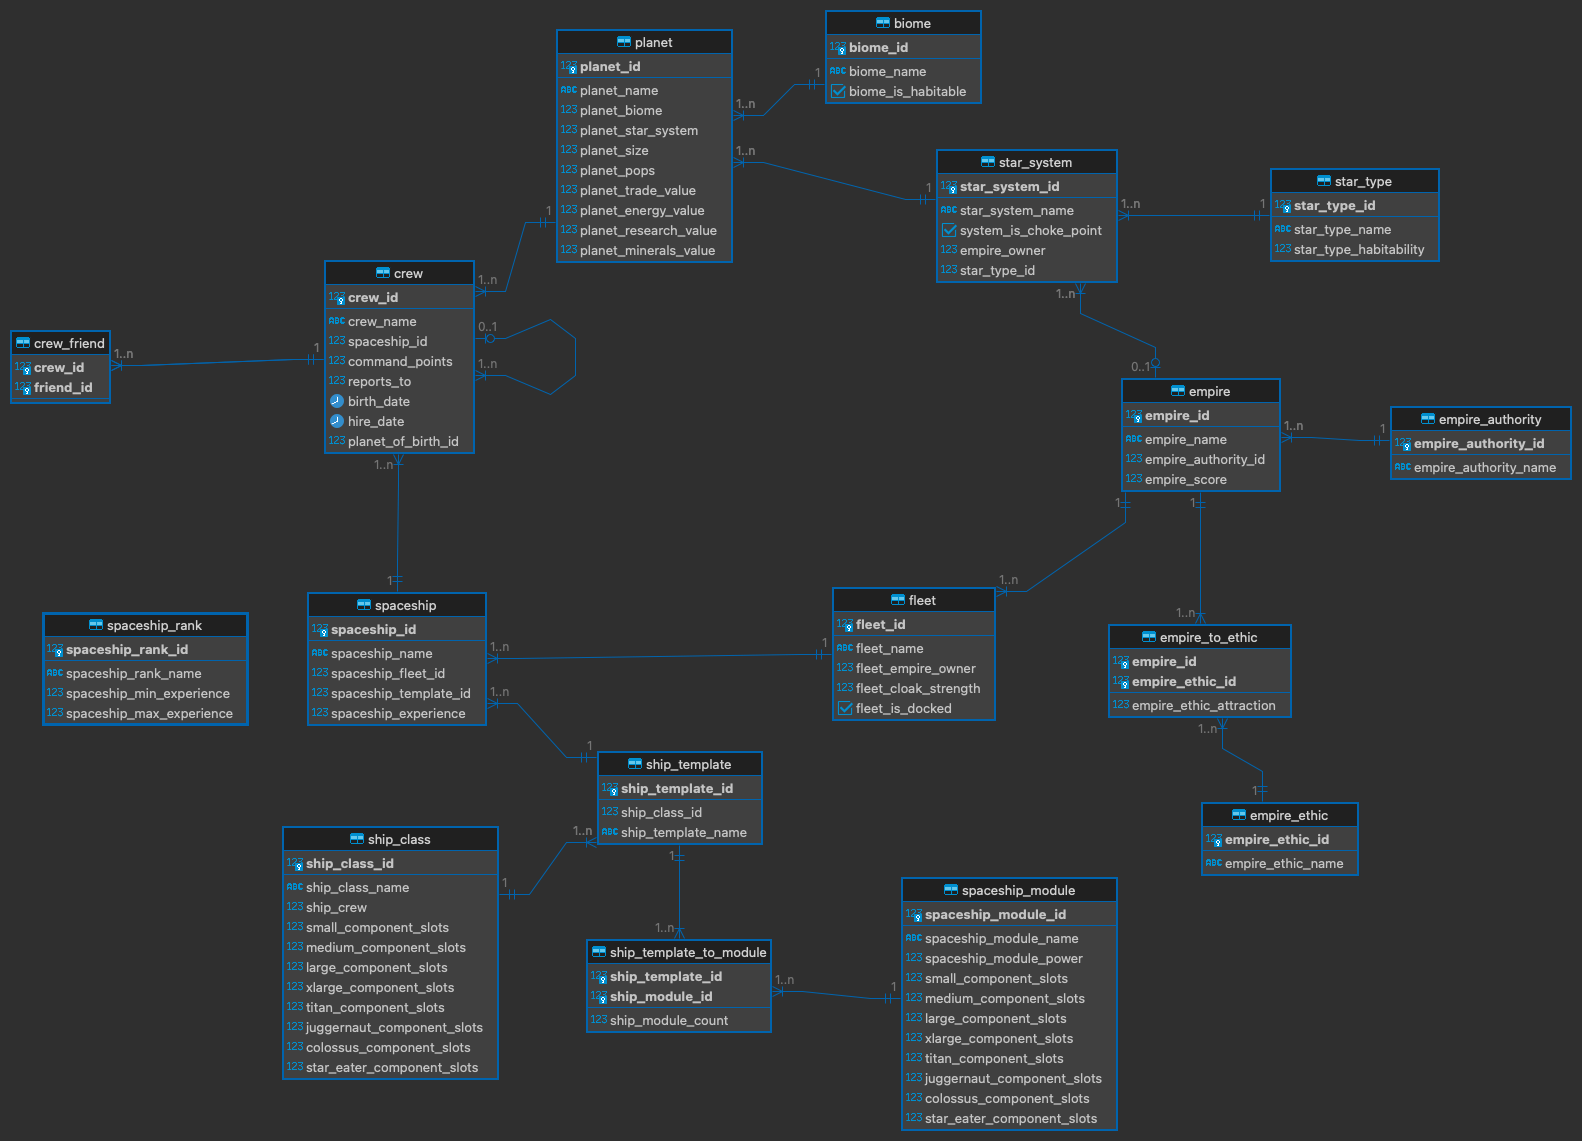 biome
biome_id
biome_name
biome_is_habitable
planet
planet_id
planet_name
planet_biome
planet_star_system
planet_size
planet_pops
planet_trade_value
planet_energy_value
planet_research_value
planet_minerals_value
1
1..n
1..n
1
1
1..n
star_system
star_system_id
star_system_name
system_is_choke_point
empire_owner
star_type_id
1
1..n
1..n
star_type
star_type_id
star_type_name
star_type_habitability
1
crew
crew_id
crew_name
spaceship_id
command_points
reports_to
birth_date
hire_date
planet_of_birth_id
0..1
1..n
1..n
1
crew_friend
crew_id
friend_id
1..n
0..1
empire
empire_id
empire_name
empire_authority_id
empire_score
1..n
1
1
1
empire_authority
empire_authority_id
empire_authority_name
1
spaceship
spaceship_id
spaceship_name
spaceship_fleet_id
spaceship_template_id
spaceship_experience
1..n
1..n
spaceship_rank
spaceship_rank_id
spaceship_rank_name
spaceship_min_experience
spaceship_max_experience
1..n
fleet
fleet_id
fleet_name
fleet_empire_owner
fleet_cloak_strength
fleet_is_docked
1
1..n
empire_to_ethic
empire_id
empire_ethic_id
empire_ethic_attraction
1..n
1
empire_ethic
empire_ethic_id
empire_ethic_name
1
ship_template
ship_template_id
ship_class_id
ship_template_name
1..n
1
ship_class
ship_class_id
ship_class_name
ship_crew
small_component_slots
medium_component_slots
large_component_slots
xlarge_component_slots
titan_component_slots
juggernaut_component_slots
colossus_component_slots
star_eater_component_slots
1
1..n
ship_template_to_module
ship_template_id
ship_module_id
ship_module_count
1..n
1
spaceship_module
spaceship_module_id
spaceship_module_name
spaceship_module_power
small_component_slots
medium_component_slots
large_component_slots
xlarge_component_slots
titan_component_slots
juggernaut_component_slots
colossus_component_slots
star_eater_component_slots